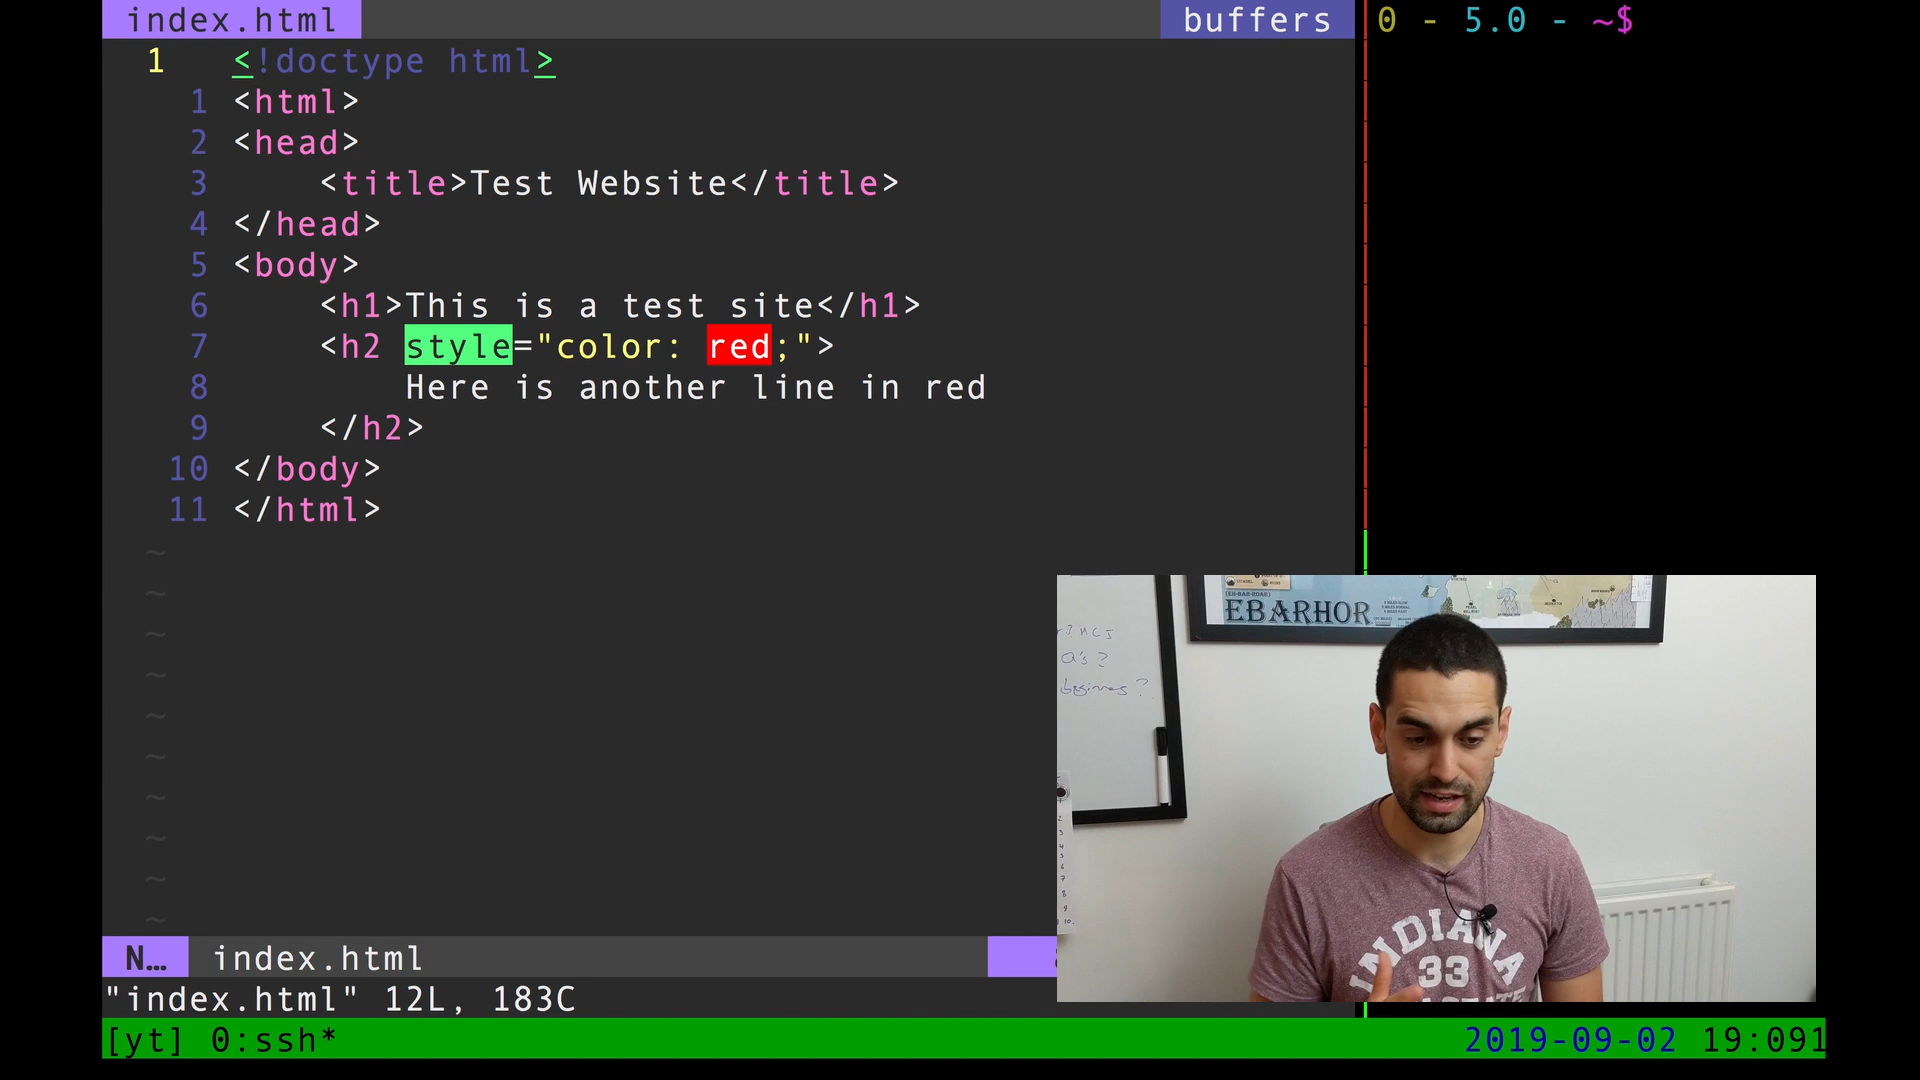 index.html buffers
0 - 5.0 - ~$
1 <!doctype html>
1 <html>
2 <head>
3 <title>Test Website</title>
4 </head>
5 <body>
6 <h1>This is a test site</h1>
7 <h2 style="color: red;">
8 Here is another line in red
9 </h2>
10 </body>
11 </html>
~
~
~
~
~
~
~
~
~
~
N… index.html
"index.html" 12L, 183C
[yt] 0:ssh* 2019-09-02 19:091
EBARHOR
INDIANA
33